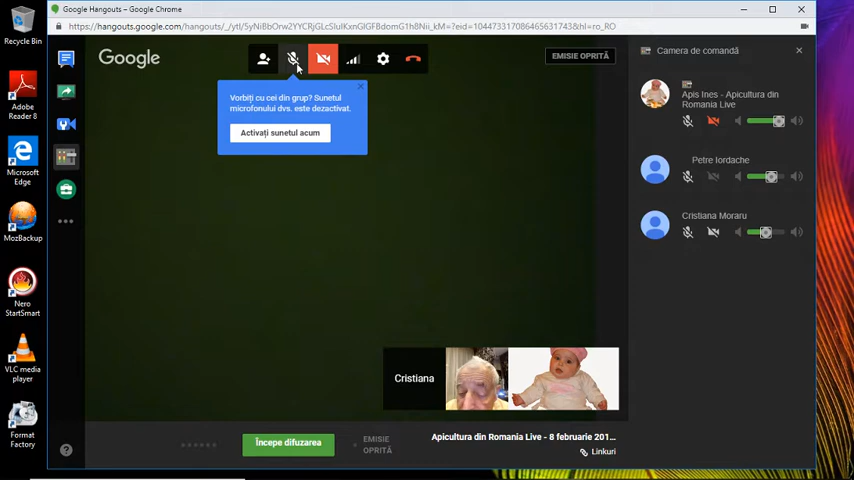 Google Hangouts – Google Chrome
https://hangouts.google.com/hangouts/_/ytl/5yNiBbOrw2YYCRjGLcSlulKxnGlGFBdomG1h8Nii_kM=?eid=104473317086465631743&hl=ro_RO
Recycle Bin
Adobe
Reader 8
Microsoft
Edge
MozBackup
Nero
StartSmart
VLC media
player
Format
Factory
Google
EMISIE OPRITĂ
Vorbiți cu cei din grup? Sunetul
microfonului dvs. este dezactivat.
Activați sunetul acum
Camera de comandă
Apis Ines - Apicultura din
Romania Live
Petre Iordache
Cristiana Moraru
Cristiana
Începe difuzarea
EMISIE
OPRITĂ
Apicultura din Romania Live - 8 februarie 201...
Linkuri